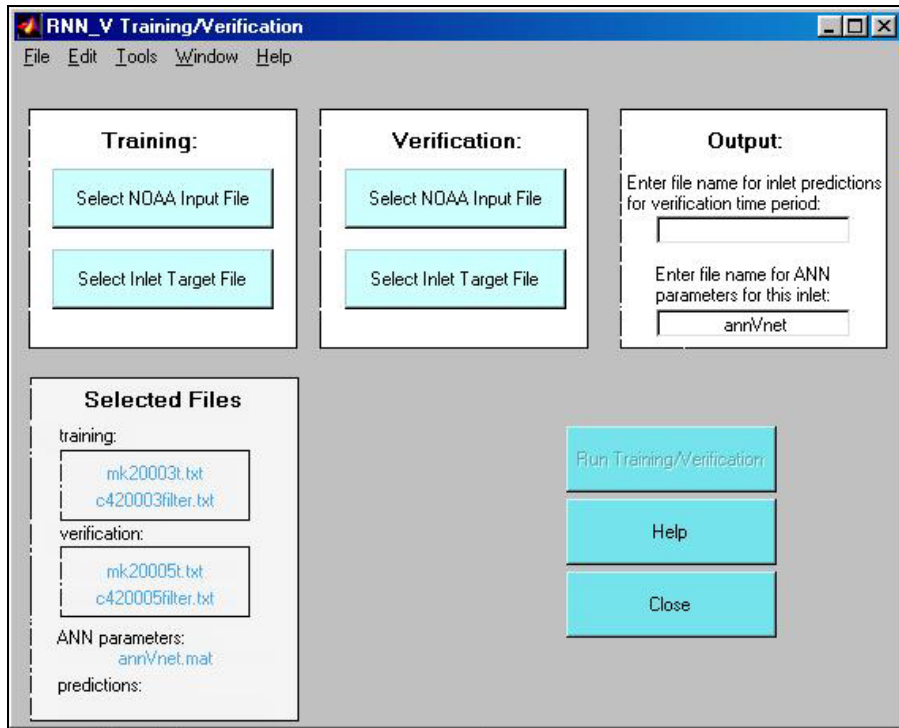 RNN_V Training/Verification
File Edit Tools Window Help
Training:
Select NOAA Input File
Select Inlet Target File
Verification:
Select NOAA Input File
Select Inlet Target File
Output:
Enter file name for inlet predictions
for verification time period:
Enter file name for ANN
parameters for this inlet:
annVnet
Selected Files
training:
mk20003t.txt
c420003filter.txt
verification:
mk20005t.txt
c420005filter.txt
ANN parameters:
annVnet.mat
predictions:
Run Training/Verification
Help
Close